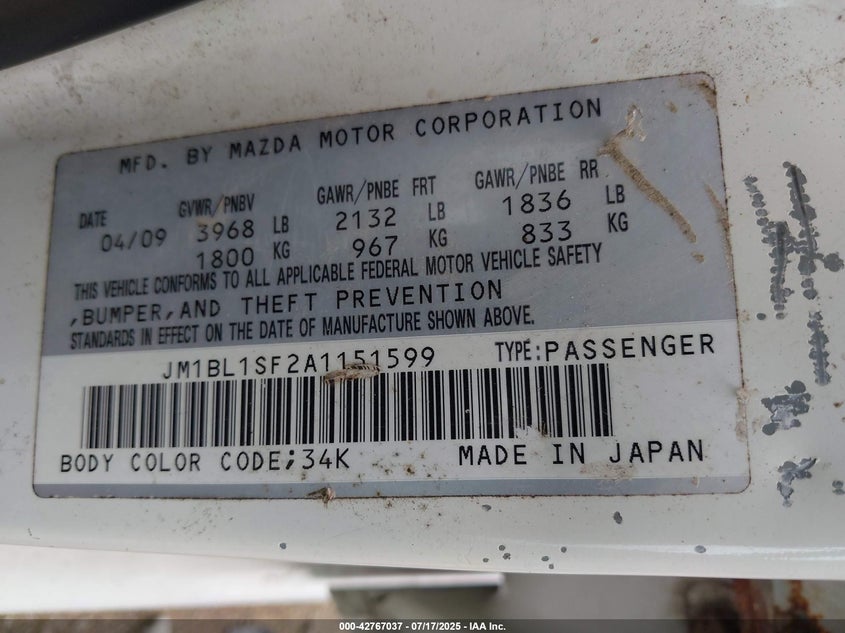 MFD. BY MAZDA MOTOR CORPORATION
DATE GVWR/PNBV GAWR/PNBE FRT GAWR/PNBE RR
04/09 3968 LB 2132 LB 1836 LB
1800 KG 967 KG 833 KG
THIS VEHICLE CONFORMS TO ALL APPLICABLE FEDERAL MOTOR VEHICLE SAFETY
,BUMPER,AND THEFT PREVENTION
STANDARDS IN EFFECT ON THE DATE OF MANUFACTURE SHOWN ABOVE.
JM1BL1SF2A1151599 TYPE:PASSENGER
BODY COLOR CODE;34K MADE IN JAPAN
000-42767037 - 07/17/2025 - IAA Inc.